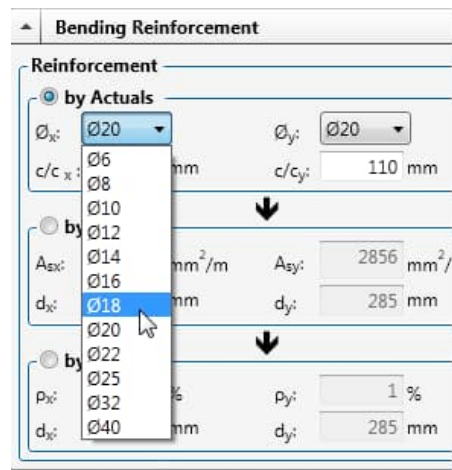 Bending Reinforcement
Reinforcement
by Actuals
Øx: Ø20 Øy: Ø20
c/c x : mm c/cy: 110 mm
Ø6
Ø8
Ø10
Ø12
Ø14
Ø16
Ø18
Ø20
Ø22
Ø25
Ø32
Ø40
by
Asx: mm²/m Asy: 2856 mm²/
dx: mm dy: 285 mm
by
ρx: % ρy: 1 %
dx: mm dy: 285 mm